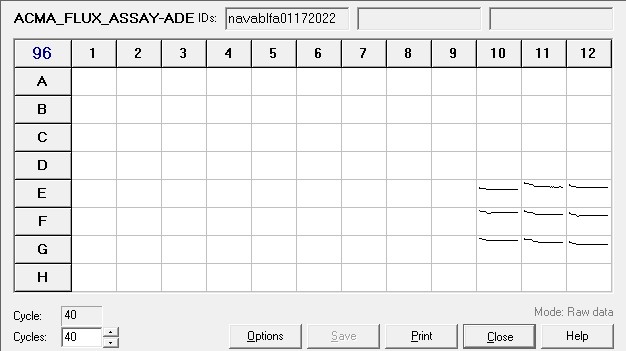 ACMA_FLUX_ASSAY-ADE IDs: navablfa01172022
96 1 2 3 4 5 6 7 8 9 10 11 12
A
B
C
D
E
F
G
H
Cycle: 40
Mode: Raw data
Cycles: 40
Options Save Print Close Help